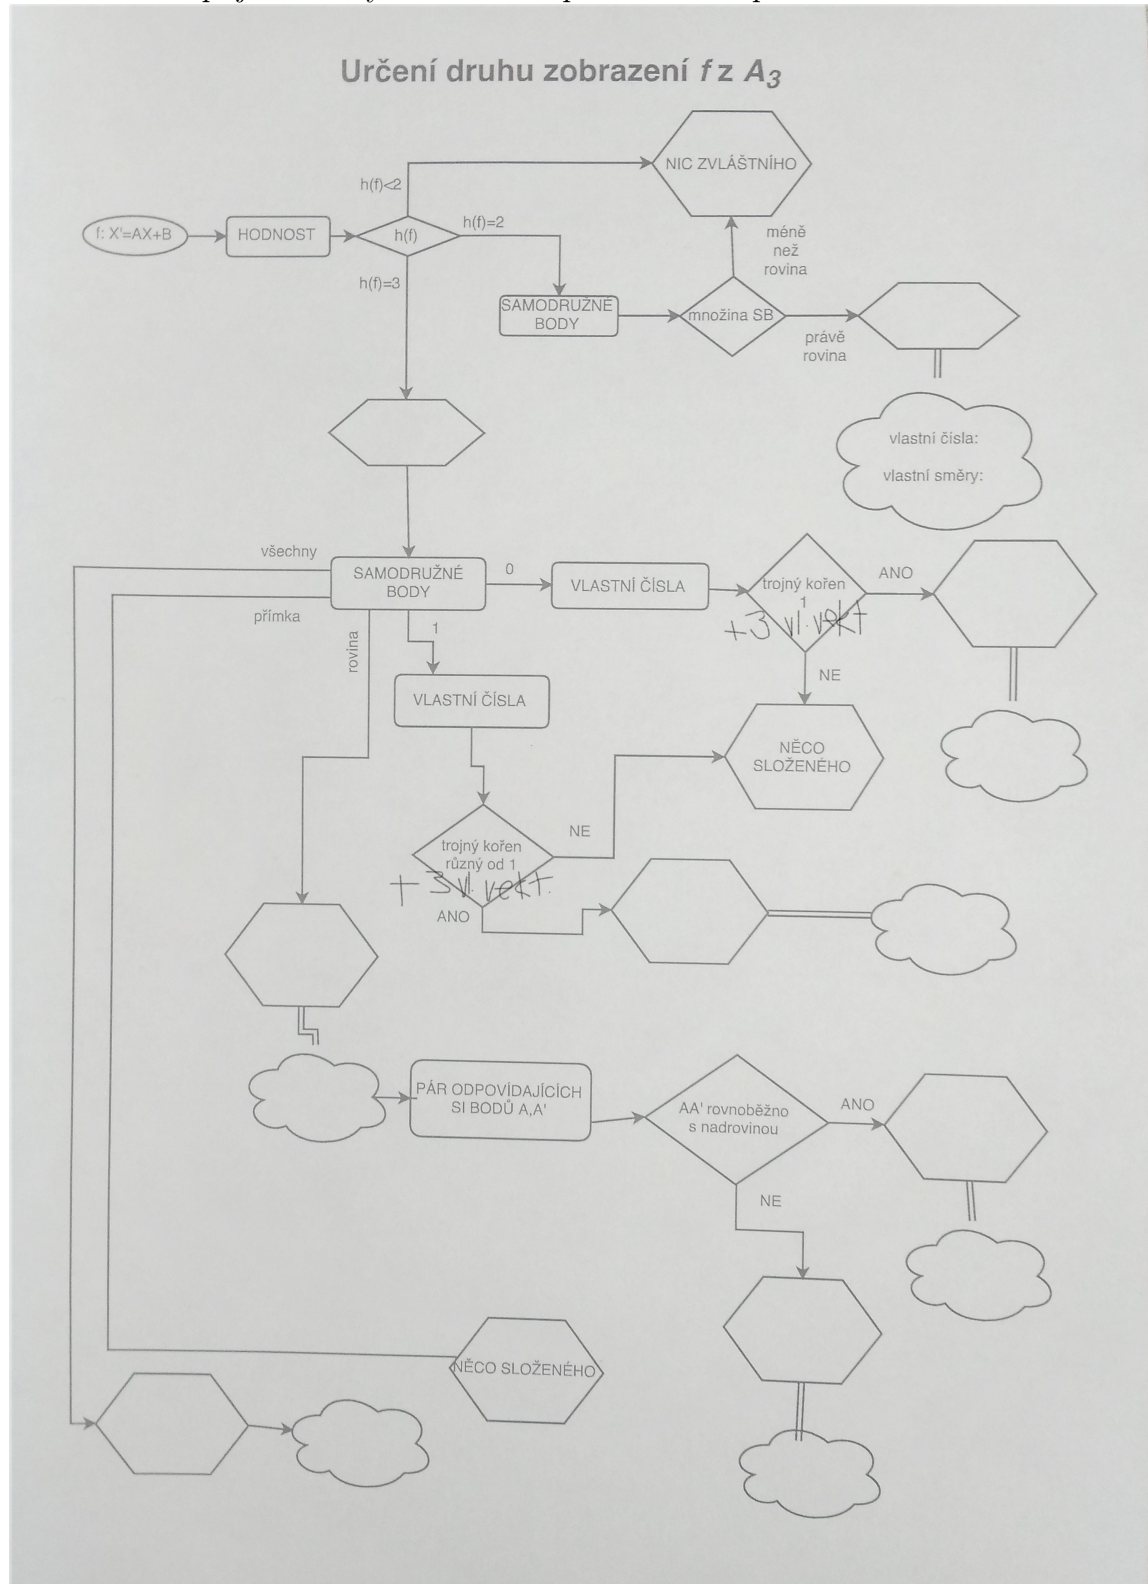 Určení druhu zobrazení f z A3
NIC ZVLÁŠTNÍHO
h(f)<2
f: X'=AX+B
HODNOST
h(f)
h(f)=2
méně
než
rovina
h(f)=3
SAMODRUŽNÉ
BODY
množina SB
právě
rovina
vlastní čísla:
vlastní směry:
všechny
SAMODRUŽNÉ
BODY
0
VLASTNÍ ČÍSLA
trojný kořen
1
+3 vl. vekt
ANO
přímka
rovina
1
NE
VLASTNÍ ČÍSLA
NĚCO
SLOŽENÉHO
NE
trojný kořen
různý od 1
+ 3 vl. vekt.
ANO
PÁR ODPOVÍDAJÍCÍCH
SI BODŮ A,A'
AA' rovnoběžno
s nadrovinou
ANO
NE
NĚCO SLOŽENÉHO